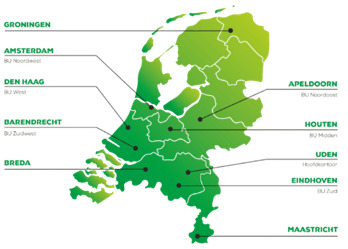 GRONINGEN
AMSTERDAM
BU Noordwest
DEN HAAG
BU West
BARENDRECHT
BU Zuidwest
BREDA
APELDOORN
BU Noordoost
HOUTEN
BU Midden
UDEN
Hoofdkantoor
EINDHOVEN
BU Zuid
MAASTRICHT